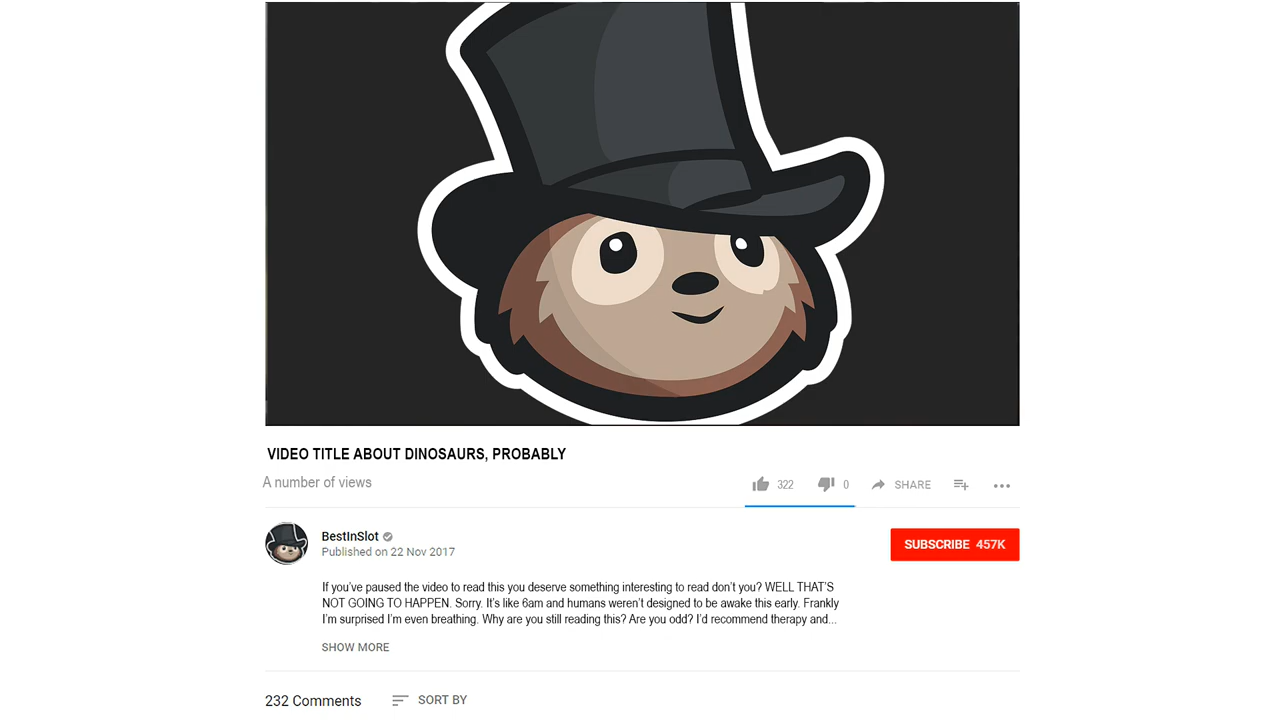 VIDEO TITLE ABOUT DINOSAURS, PROBABLY
A number of views
322 0 SHARE
BestInSlot
Published on 22 Nov 2017
SUBSCRIBE 457K
If you've paused the video to read this you deserve something interesting to read don't you? WELL THAT'S
NOT GOING TO HAPPEN. Sorry. It's like 6am and humans weren't designed to be awake this early. Frankly
I'm surprised I'm even breathing. Why are you still reading this? Are you odd? I'd recommend therapy and...
SHOW MORE
232 Comments SORT BY